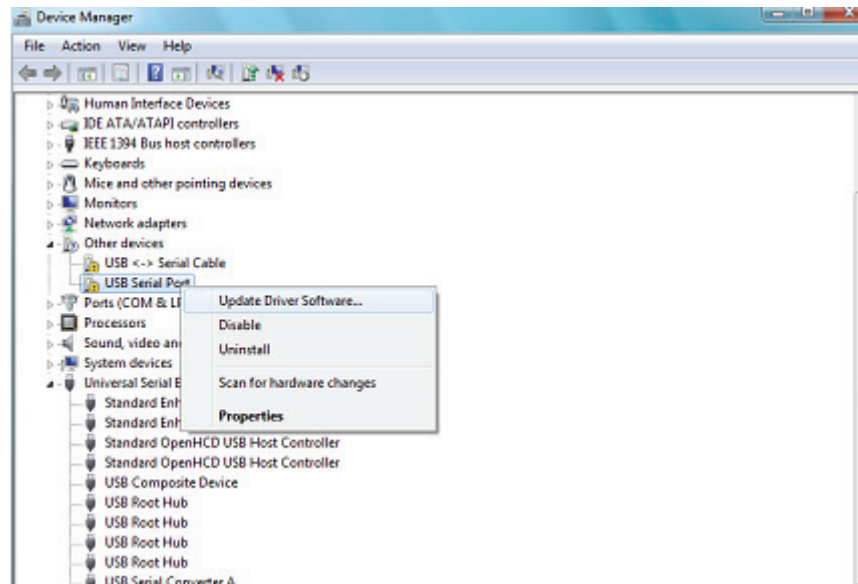 Device Manager
File Action View Help
Human Interface Devices
IDE ATA/ATAPI controllers
IEEE 1394 Bus host controllers
Keyboards
Mice and other pointing devices
Monitors
Network adapters
Other devices
USB <-> Serial Cable
USB Serial Port
Ports (COM &
Update Driver Software...
Processors
Disable
Sound, video
Uninstall
System devices
Universal Serial
Scan for hardware changes
Standard
Properties
Standard
Standard OpenHCD USB Host Controller
Standard OpenHCD USB Host Controller
USB Composite Device
USB Root Hub
USB Root Hub
USB Root Hub
USB Root Hub
USB Serial Converter A